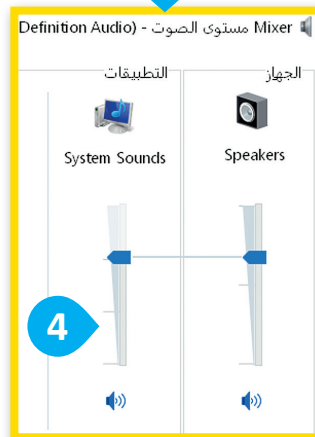 Mixer مستوى الصوت - (Definition Audio
الجهاز
التطبيقات
Speakers
System Sounds
4